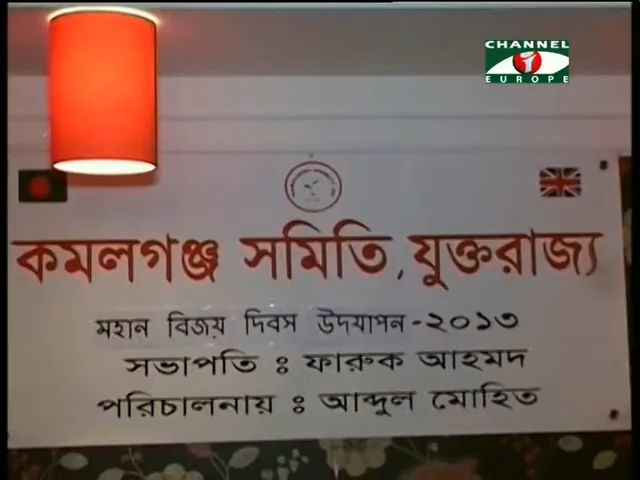 CHANNEL
i
EUROPE
কমলগঞ্জ সমিতি, যুক্তরাজ্য
মহান বিজয় দিবস উদযাপন-২০১৩
সভাপতি ঃ ফারুক আহমদ
পরিচালনায় ঃ আব্দুল মোহিত